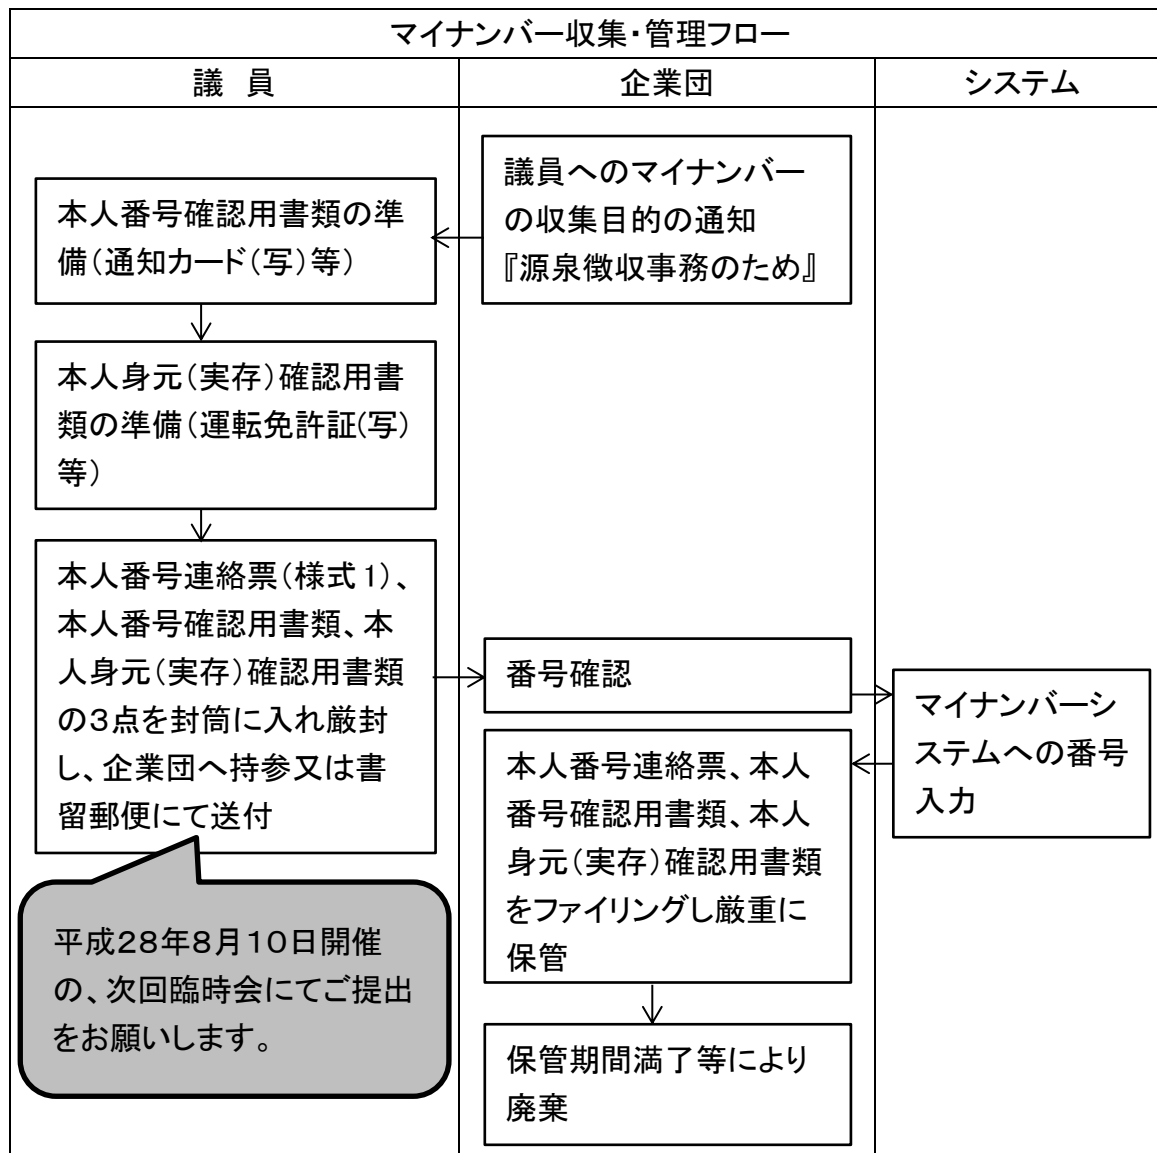 マイナンバー収集・管理フロー
議 員
企業団
システム
議員へのマイナンバー
の収集目的の通知
『源泉徴収事務のため』
本人番号確認用書類の準
備（通知カード（写）等）
本人身元（実存）確認用書
類の準備（運転免許証(写)
等）
本人番号連絡票（様式１）、
本人番号確認用書類、本
人身元（実存）確認用書類
の３点を封筒に入れ厳封
し、企業団へ持参又は書
留郵便にて送付
平成２８年８月１０日開催
の、次回臨時会にてご提出
をお願いします。
番号確認
マイナンバーシ
ステムへの番号
入力
本人番号連絡票、本人
番号確認用書類、本人
身元（実存）確認用書類
をファイリングし厳重に
保管
保管期間満了等により
廃棄